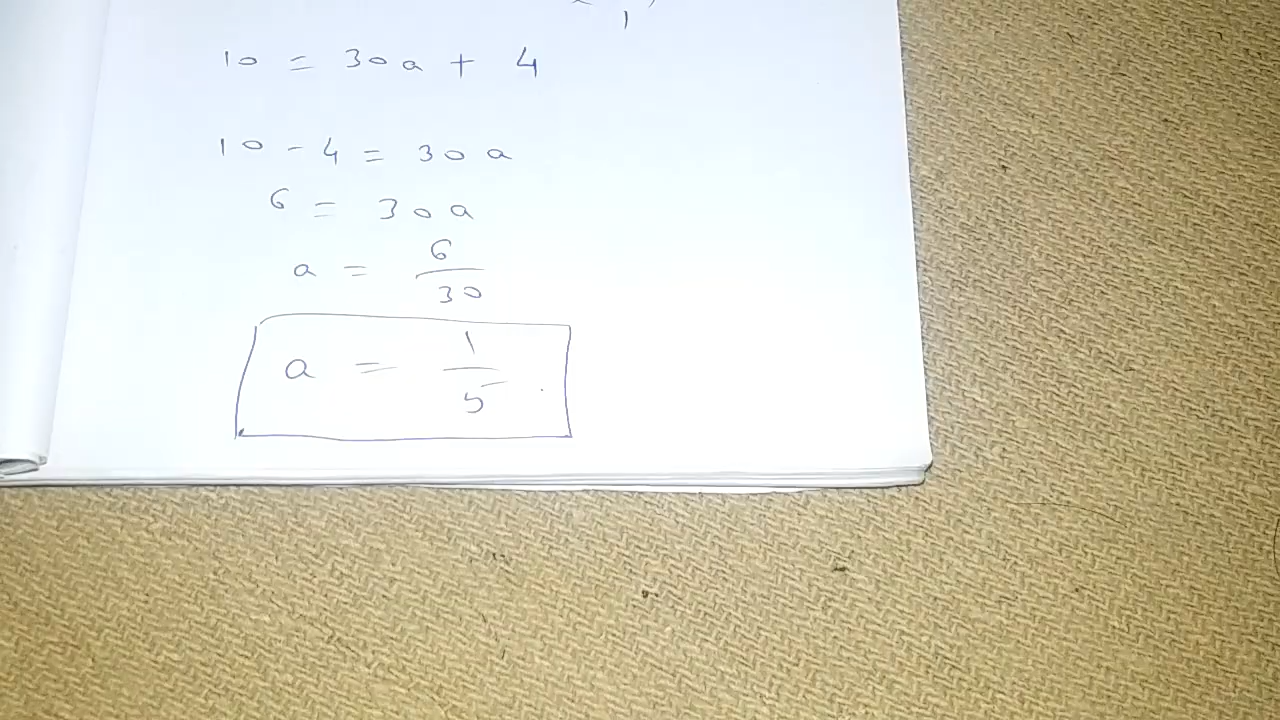 10 = 30a + 4
10 - 4 = 30a
6 = 30a
a = 6/30
a = 1/5